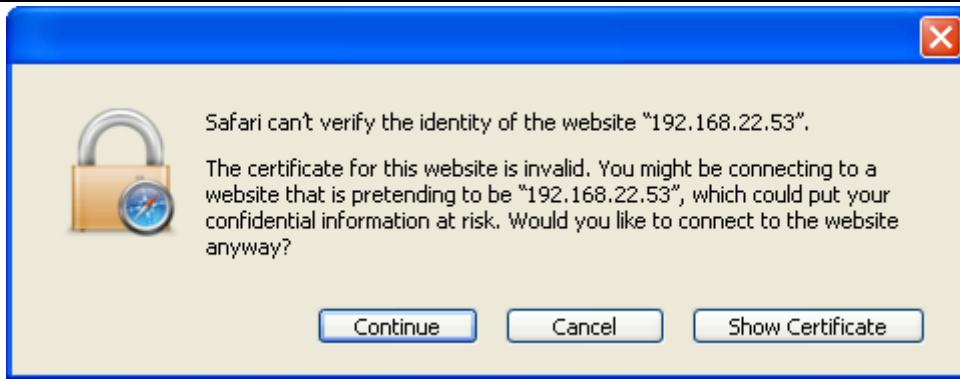 Safari can't verify the identity of the website “192.168.22.53”.
The certificate for this website is invalid. You might be connecting to a
website that is pretending to be “192.168.22.53”, which could put your
confidential information at risk. Would you like to connect to the website
anyway?
Continue Cancel Show Certificate